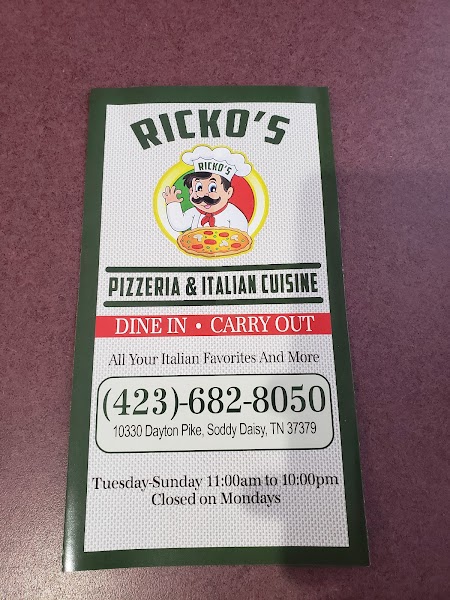 RICKO'S
RICKO'S
PIZZERIA & ITALIAN CUISINE
DINE IN • CARRY OUT
All Your Italian Favorites And More
(423)-682-8050
10330 Dayton Pike, Soddy Daisy, TN 37379
Tuesday-Sunday 11:00am to 10:00pm
Closed on Mondays